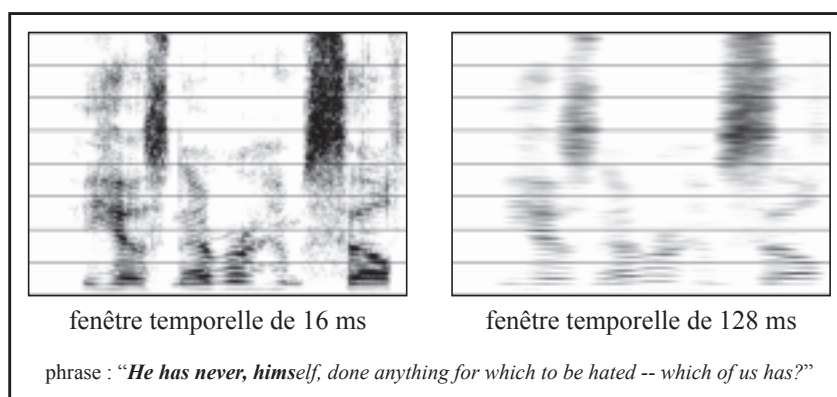 fenêtre temporelle de 16 ms
fenêtre temporelle de 128 ms
phrase : “He has never, himself, done anything for which to be hated -- which of us has?”